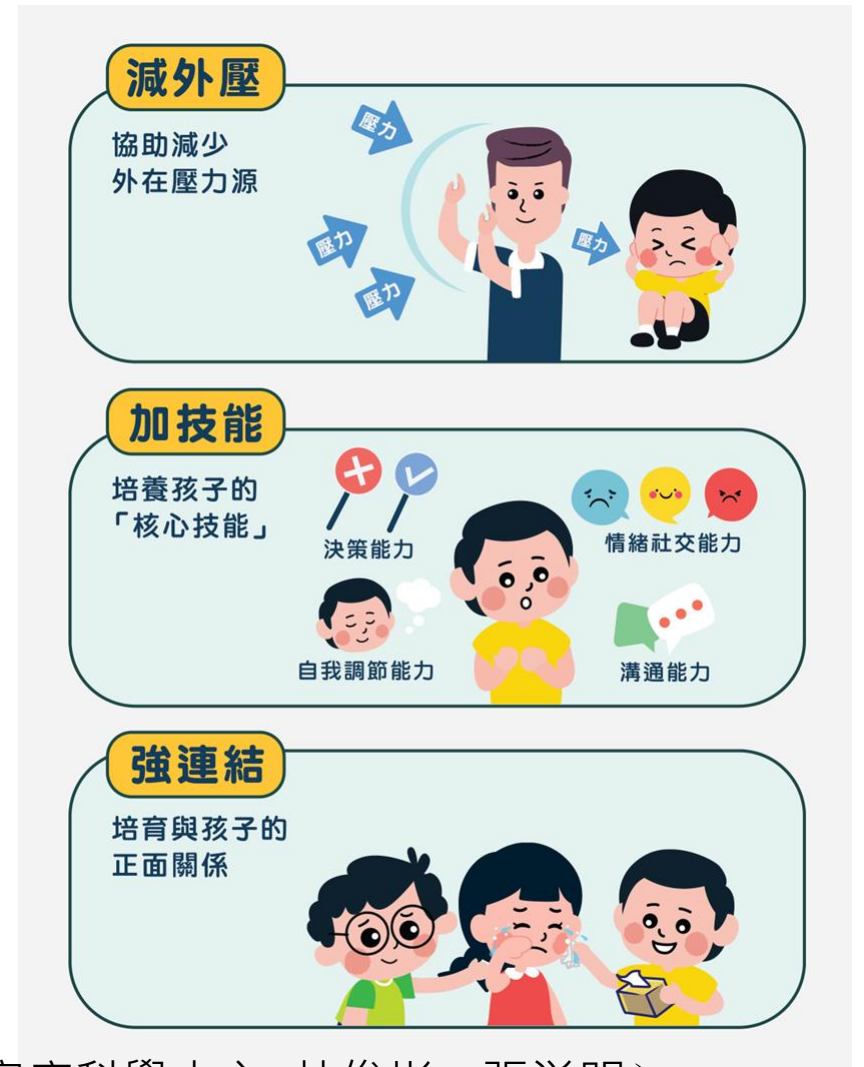 減外壓
協助減少
外在壓力源
壓力
壓力
壓力
壓力
加技能
培養孩子的
「核心技能」
決策能力
情緒社交能力
自我調節能力
溝通能力
強連結
培育與孩子的
正面關係